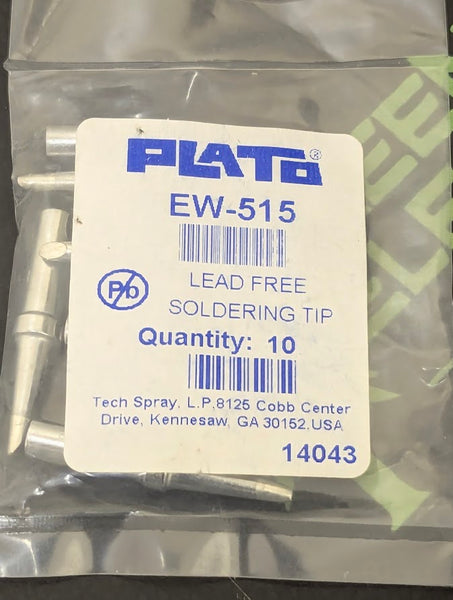 PLATO®
EW-515
Pb
LEAD FREE
SOLDERING TIP
Quantity: 10
Tech Spray, L.P,8125 Cobb Center
Drive, Kennesaw, GA 30152,USA
14043